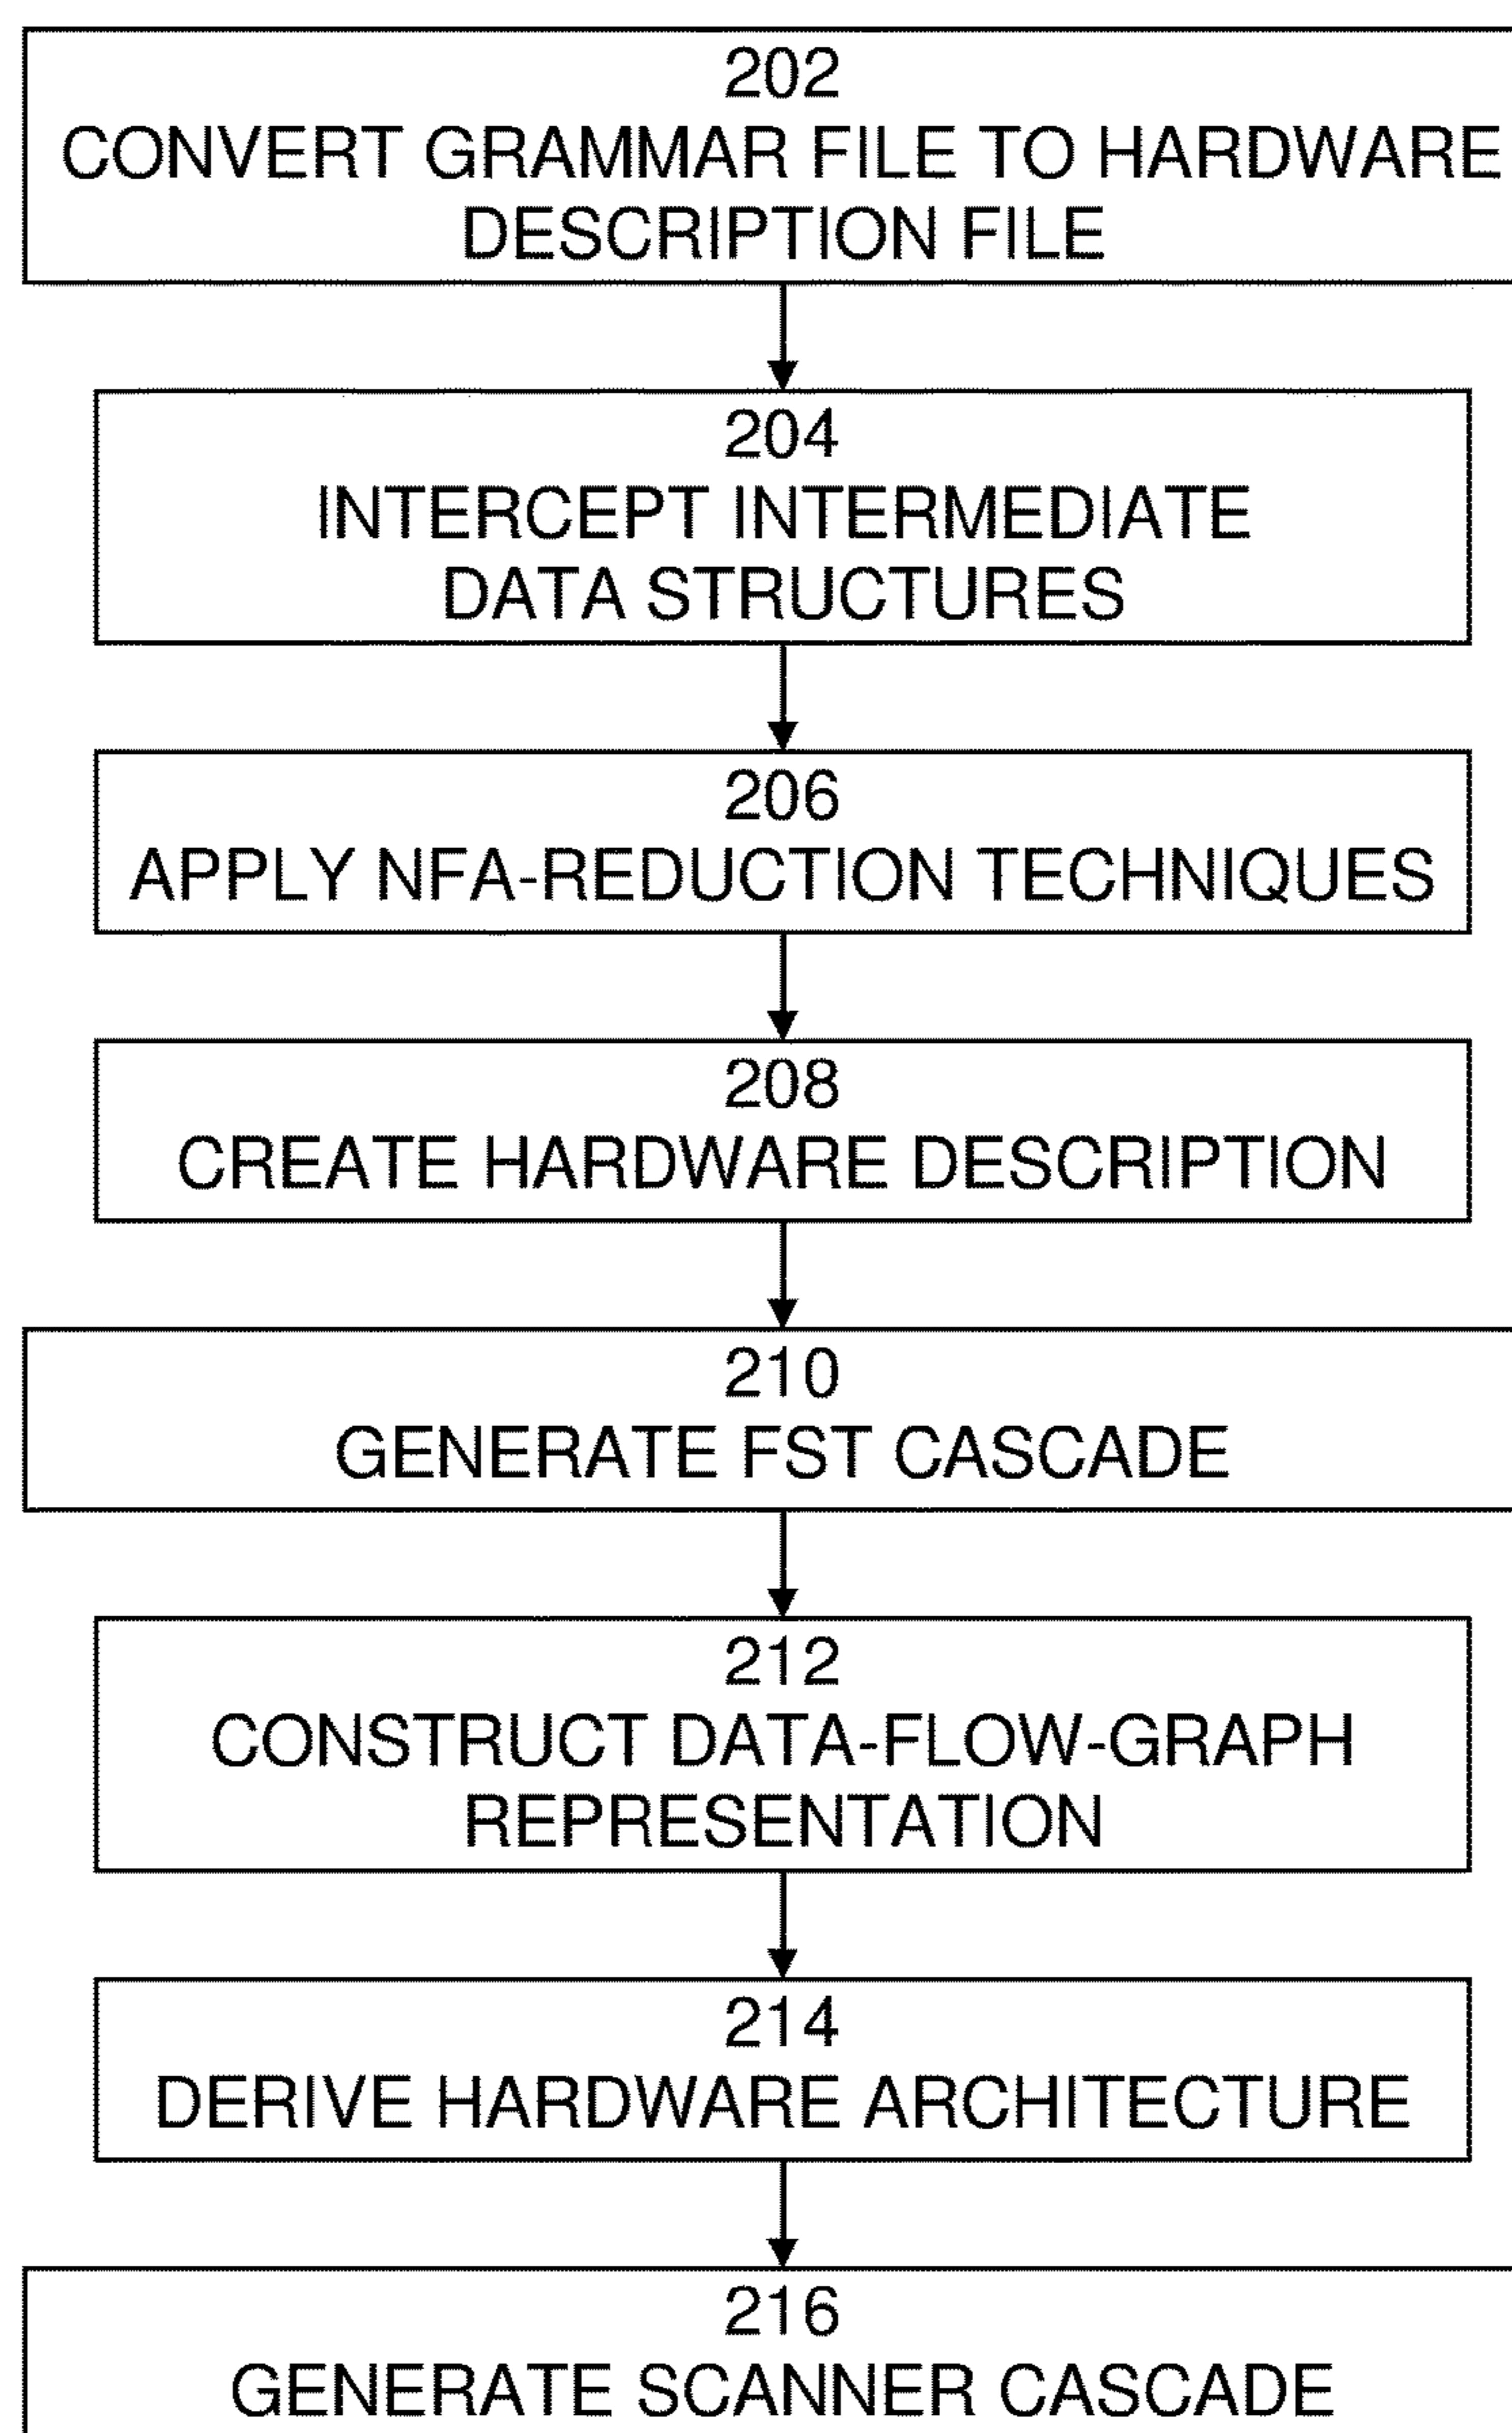 202
CONVERT GRAMMAR FILE TO HARDWARE
DESCRIPTION FILE
204
INTERCEPT INTERMEDIATE
DATA STRUCTURES
206
APPLY NFA-REDUCTION TECHNIQUES
208
CREATE HARDWARE DESCRIPTION
210
GENERATE FST CASCADE
212
CONSTRUCT DATA-FLOW-GRAPH
REPRESENTATION
214
DERIVE HARDWARE ARCHITECTURE
216
GENERATE SCANNER CASCADE